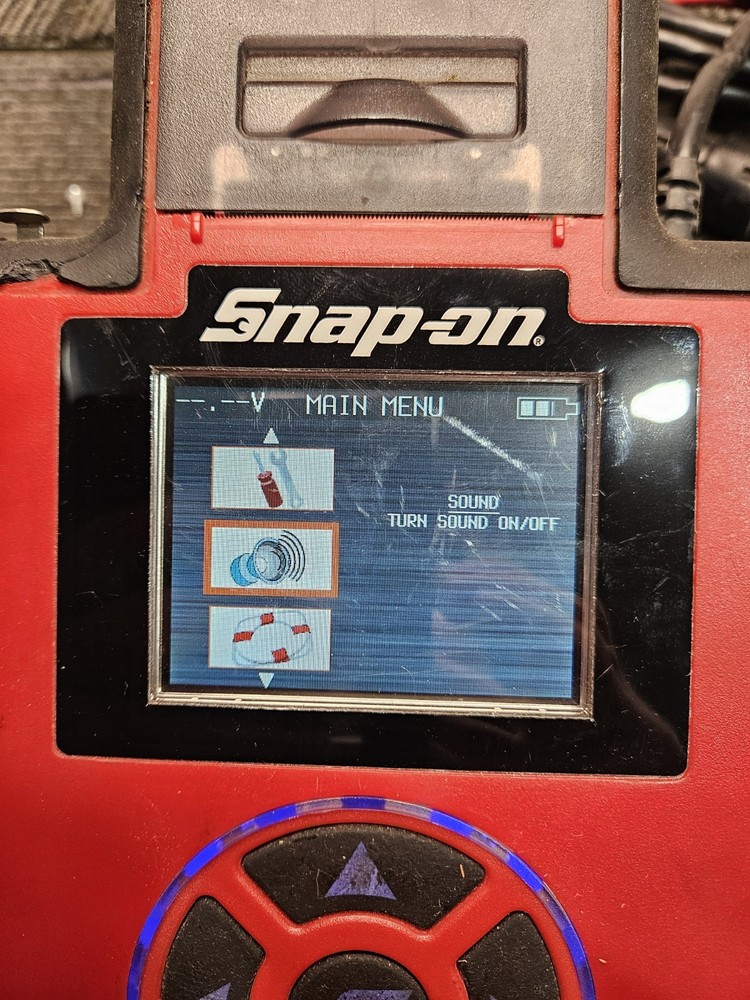 Snap-on®
--.--V MAIN MENU
SOUND
TURN SOUND ON/OFF